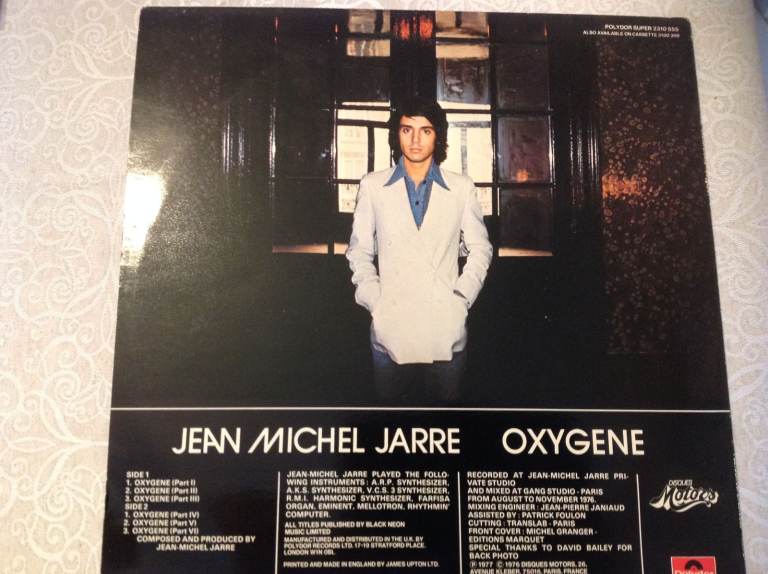 POLYDOR SUPER 2310 555
ALSO AVAILABLE ON CASSETTE 3100 398
JEAN MICHEL JARRE OXYGENE
SIDE 1
1. OXYGENE (Part I)
2. OXYGENE (Part II)
3. OXYGENE (Part III)
SIDE 2
1. OXYGENE (Part IV)
2. OXYGENE (Part V)
3. OXYGENE (Part VI)
COMPOSED AND PRODUCED BY
JEAN-MICHEL JARRE
JEAN-MICHEL JARRE PLAYED THE FOLLO-
WING INSTRUMENTS : A.R.P. SYNTHESIZER,
A.K.S. SYNTHESIZER, V.C.S. 3 SYNTHESIZER,
R.M.I. HARMONIC SYNTHESIZER, FARFISA
ORGAN, EMINENT, MELLOTRON, RHYTHMIN'
COMPUTER.
ALL TITLES PUBLISHED BY BLACK NEON
MUSIC LIMITED
MANUFACTURED AND DISTRIBUTED IN THE U.K. BY
POLYDOR RECORDS LTD. 17-19 STRATFORD PLACE.
LONDON W1N 0BL
PRINTED AND MADE IN ENGLAND BY JAMES UPTON LTD.
RECORDED AT JEAN-MICHEL JARRE PRI-
VATE STUDIO
AND MIXED AT GANG STUDIO - PARIS
FROM AUGUST TO NOVEMBER 1976.
MIXING ENGINEER : JEAN-PIERRE JANIAUD
ASSISTED BY : PATRICK FOULON
CUTTING : TRANSLAB - PARIS
FRONT COVER : MICHEL GRANGER -
EDITIONS MARQUET
SPECIAL THANKS TO DAVID BAILEY FOR
BACK PHOTO
Ⓟ 1977 © 1976 DISQUES MOTORS, 26,
AVENUE KLEBER, 75016, PARIS, FRANCE
DISQUES
Motors
Polydor